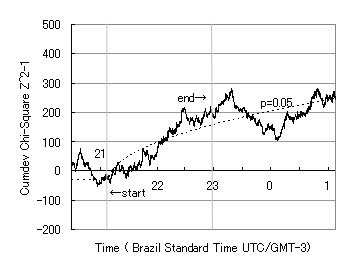 500
400
300
200
100
0
-100
-200
Cumdev Chi-Square Z^2-1
end→
p=0.05
21
22
23
0
1
←start
Time ( Brazil Standard Time UTC/GMT-3)